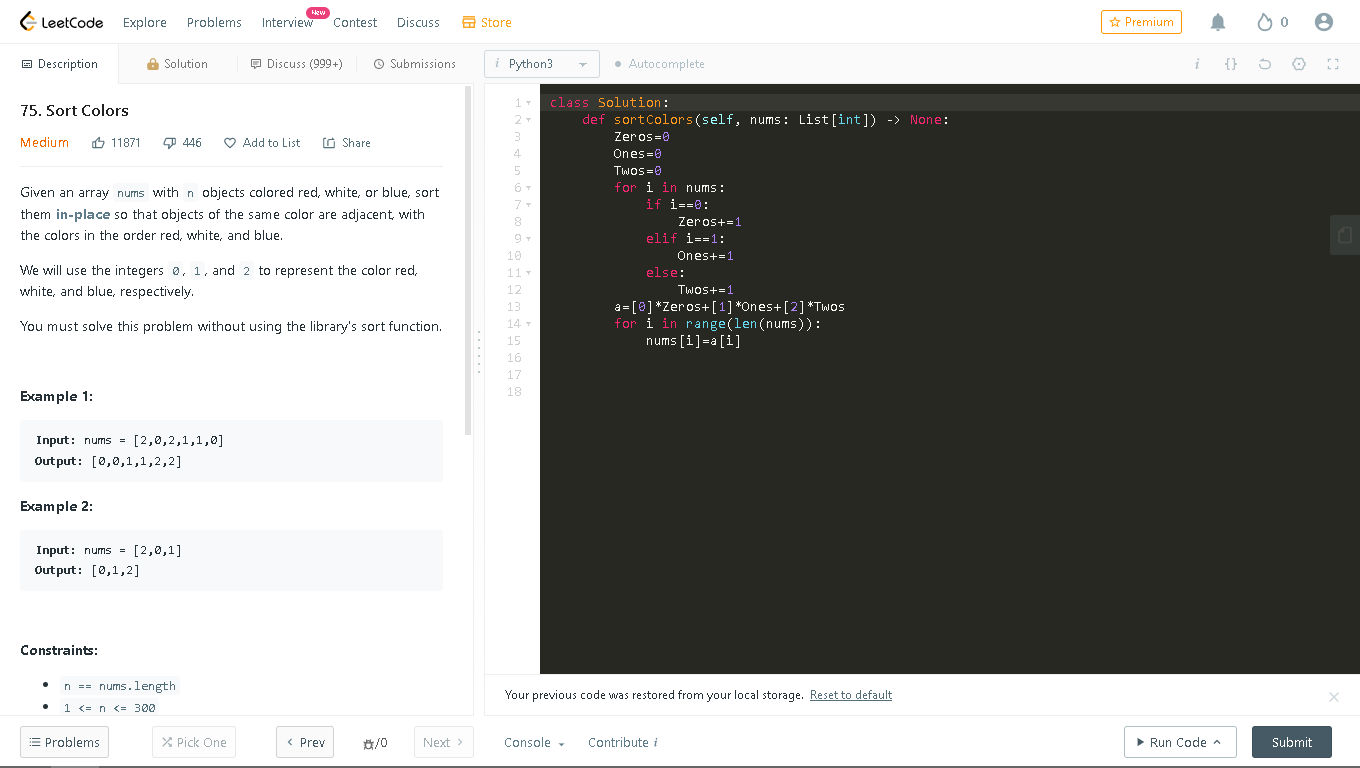 LeetCode Explore Problems Interview New Contest Discuss Store Premium 0
Description Solution Discuss (999+) Submissions i Python3 Autocomplete i {}
75. Sort Colors
Medium 11871 446 Add to List Share
Given an array nums with n objects colored red, white, or blue, sort
them in-place so that objects of the same color are adjacent, with
the colors in the order red, white, and blue.
We will use the integers 0, 1, and 2 to represent the color red,
white, and blue, respectively.
You must solve this problem without using the library's sort function.
Example 1:
Input: nums = [2,0,2,1,1,0]
Output: [0,0,1,1,2,2]
Example 2:
Input: nums = [2,0,1]
Output: [0,1,2]
Constraints:
n == nums.length
1 <= n <= 300
1 class Solution:
2 def sortColors(self, nums: List[int]) -> None:
3 Zeros=0
4 Ones=0
5 Twos=0
6 for i in nums:
7 if i==0:
8 Zeros+=1
9 elif i==1:
10 Ones+=1
11 else:
12 Twos+=1
13 a=[0]*Zeros+[1]*Ones+[2]*Twos
14 for i in range(len(nums)):
15 nums[i]=a[i]
16
17
18
Your previous code was restored from your local storage. Reset to default
Problems Pick One Prev /0 Next Console Contribute i Run Code Submit